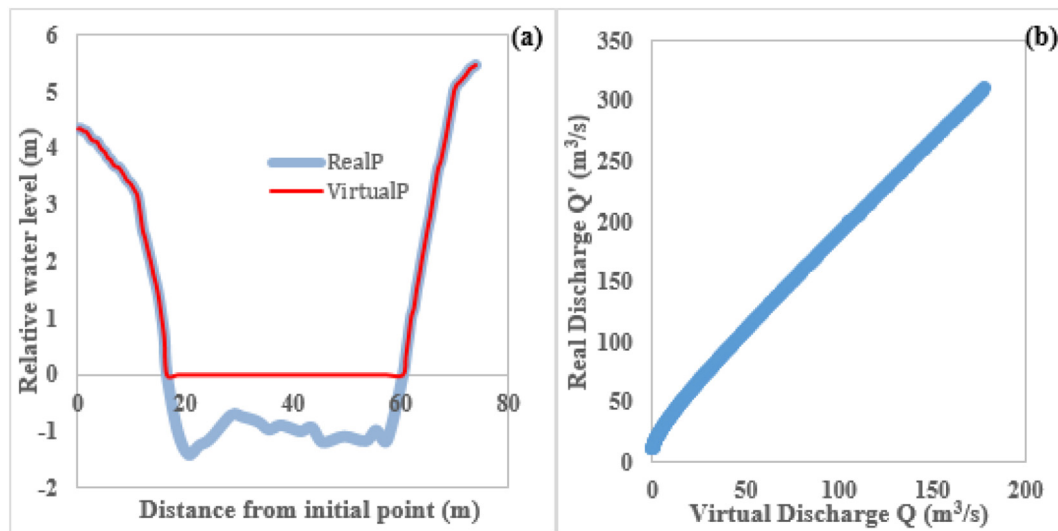 (a)
6
5
4
3
2
1
0
-1
-2
0 20 40 60 80
Relative water level (m)
Distance from initial point (m)
RealP
VirtualP
(b)
350
300
250
200
150
100
50
0
0 50 100 150 200
Real Discharge Q' (m³/s)
Virtual Discharge Q (m³/s)